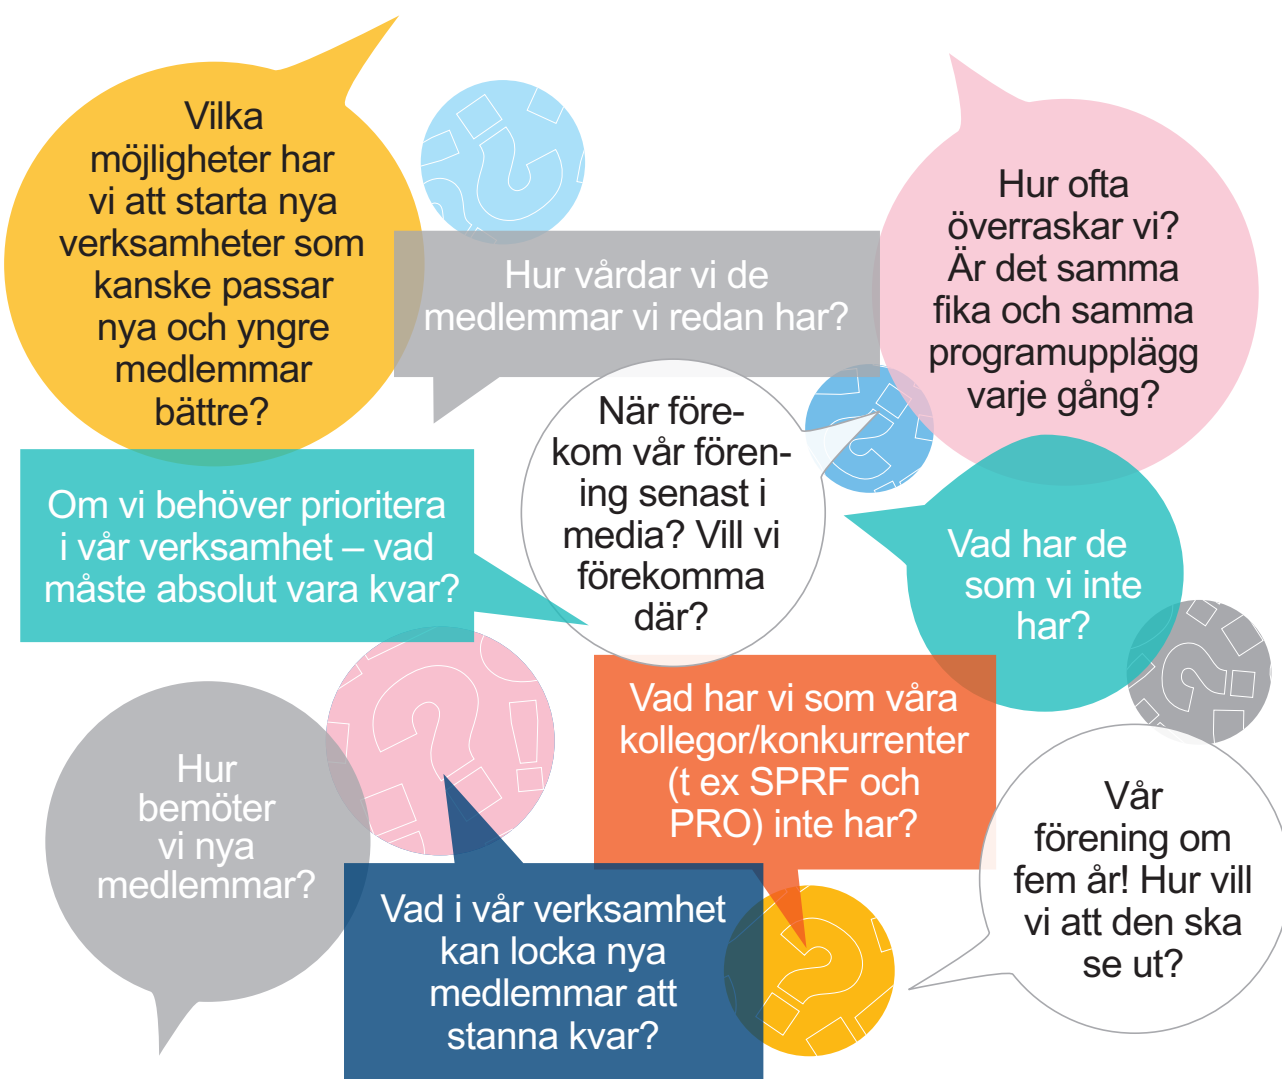 Vilka
möjligheter har
vi att starta nya
verksamheter som
kanske passar
nya och yngre
medlemmar
bättre?
Hur vårdar vi de
medlemmar vi redan har?
Hur ofta
överraskar vi?
Är det samma
fika och samma
programupplägg
varje gång?
När före-
kom vår fören-
ing senast i
media? Vill vi
förekomma
där?
Om vi behöver prioritera
i vår verksamhet – vad
måste absolut vara kvar?
Vad har de
som vi inte
har?
Vad har vi som våra
kollegor/konkurrenter
(t ex SPRF och
PRO) inte har?
Hur
bemöter
vi nya
medlemmar?
Vad i vår verksamhet
kan locka nya
medlemmar att
stanna kvar?
Vår
förening om
fem år! Hur vill
vi att den ska
se ut?